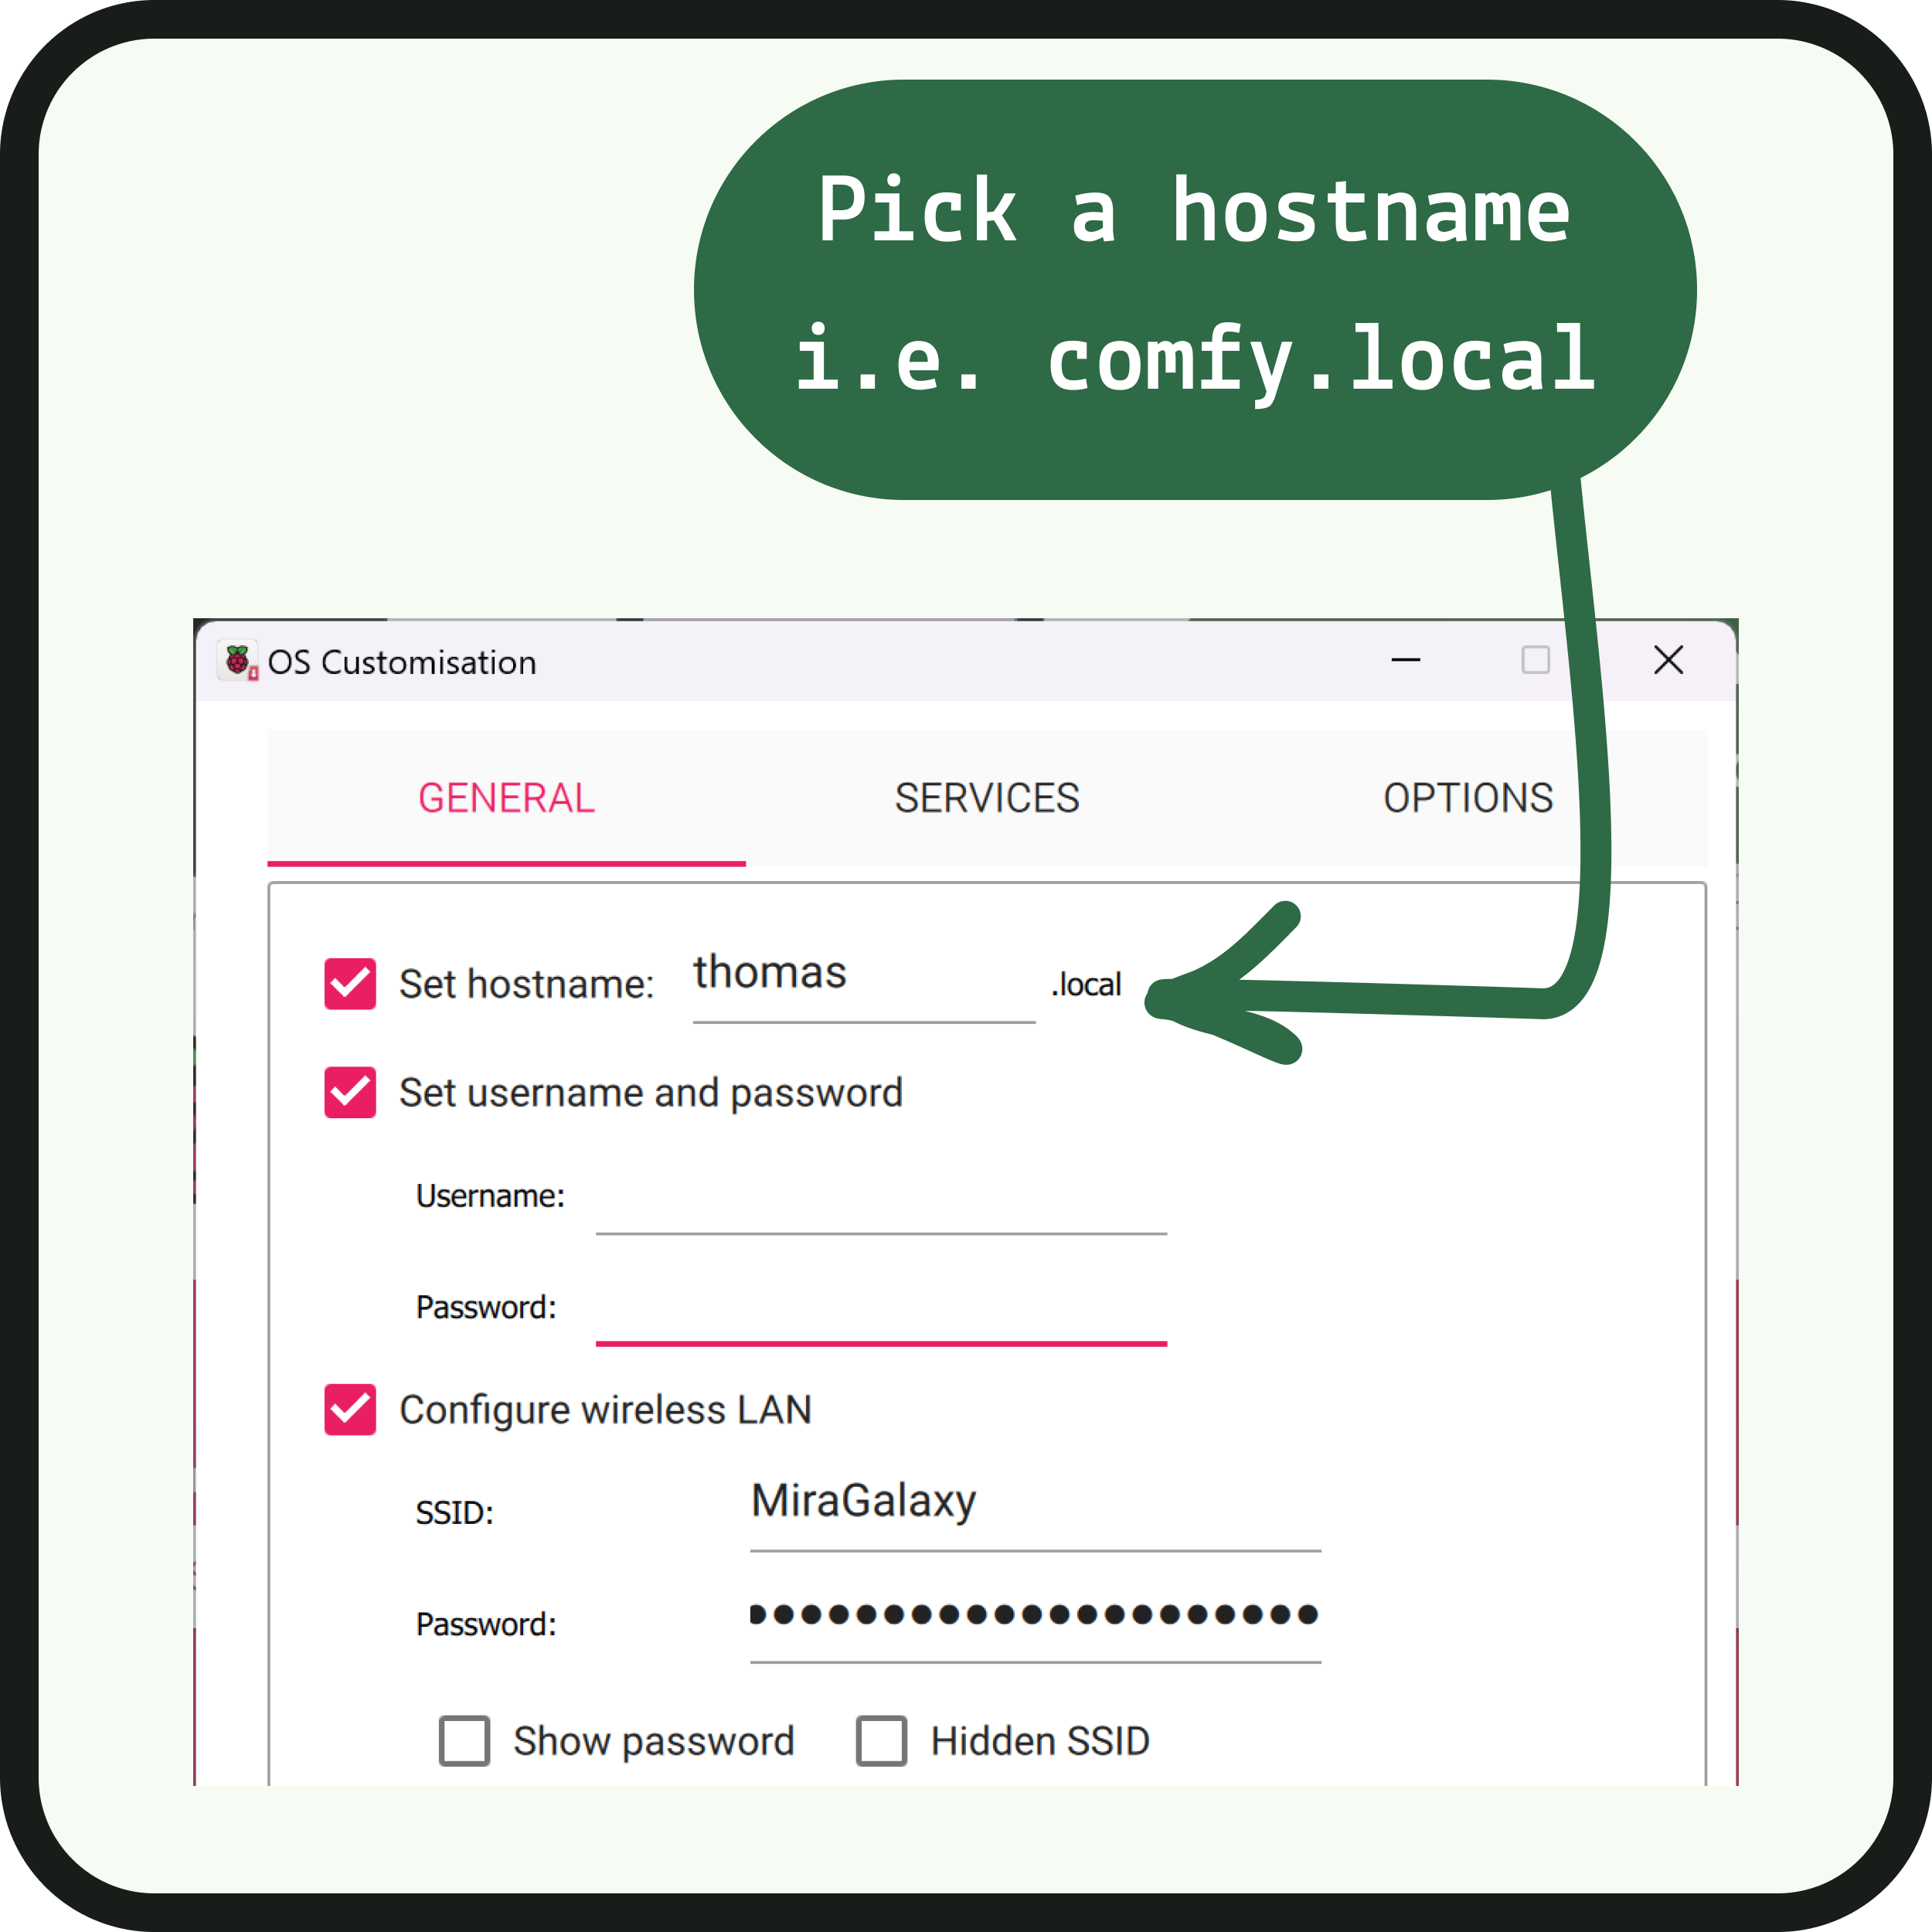 Pick a hostname
i.e. comfy.local
OS Customisation
GENERAL SERVICES OPTIONS
Set hostname: thomas .local
Set username and password
Username:
Password:
Configure wireless LAN
SSID: MiraGalaxy
Password: ●●●●●●●●●●●●●●●●●●●●●
Show password Hidden SSID